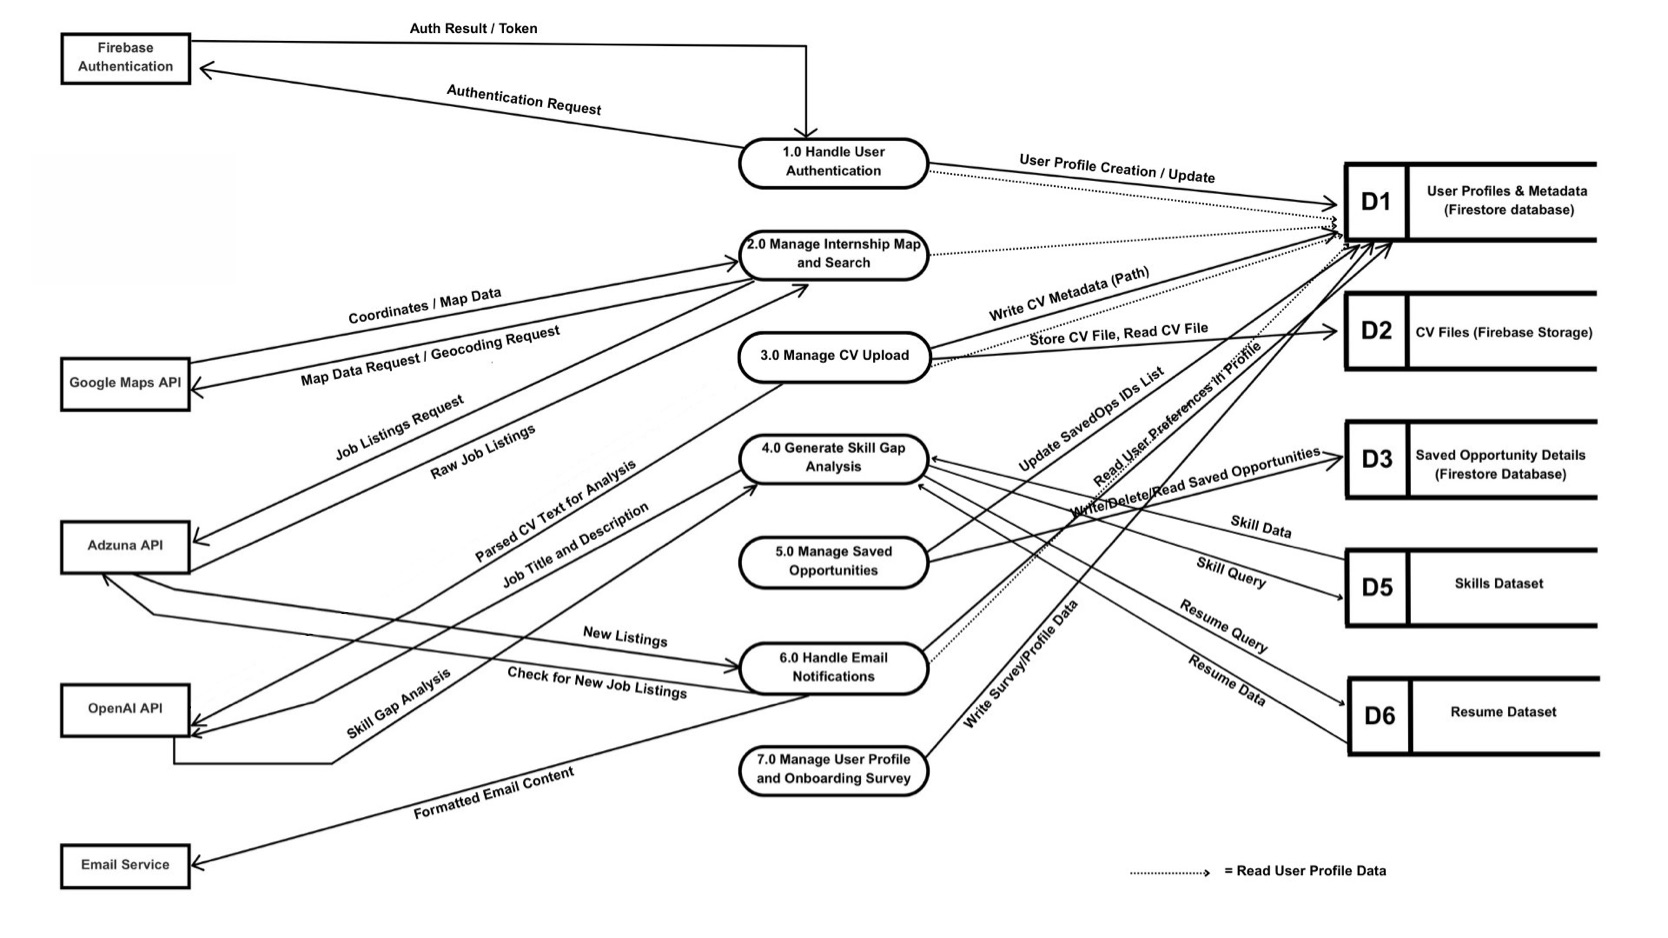 Auth Result / Token
Firebase
Authentication
Authentication Request
1.0 Handle User
Authentication
User Profile Creation / Update
D1
User Profiles & Metadata
(Firestore database)
2.0 Manage Internship Map
and Search
Coordinates / Map Data
Map Data Request / Geocoding Request
Google Maps API
Write CV Metadata (Path)
Store CV File, Read CV File
D2
CV Files (Firebase Storage)
3.0 Manage CV Upload
Job Listings Request
Raw Job Listings
Update SavedOps IDs List
Read User Preferences in Profile
4.0 Generate Skill Gap
Analysis
Write/Delete/Read Saved Opportunities
D3
Saved Opportunity Details
(Firestore Database)
Parsed CV Text for Analysis
Job Title and Description
Adzuna API
5.0 Manage Saved
Opportunities
Skill Data
Skill Query
D5
Skills Dataset
New Listings
Check for New Job Listings
6.0 Handle Email
Notifications
Resume Query
Resume Data
Write Survey/Profile Data
OpenAI API
Skill Gap Analysis
D6
Resume Dataset
7.0 Manage User Profile
and Onboarding Survey
Formatted Email Content
Email Service
= Read User Profile Data